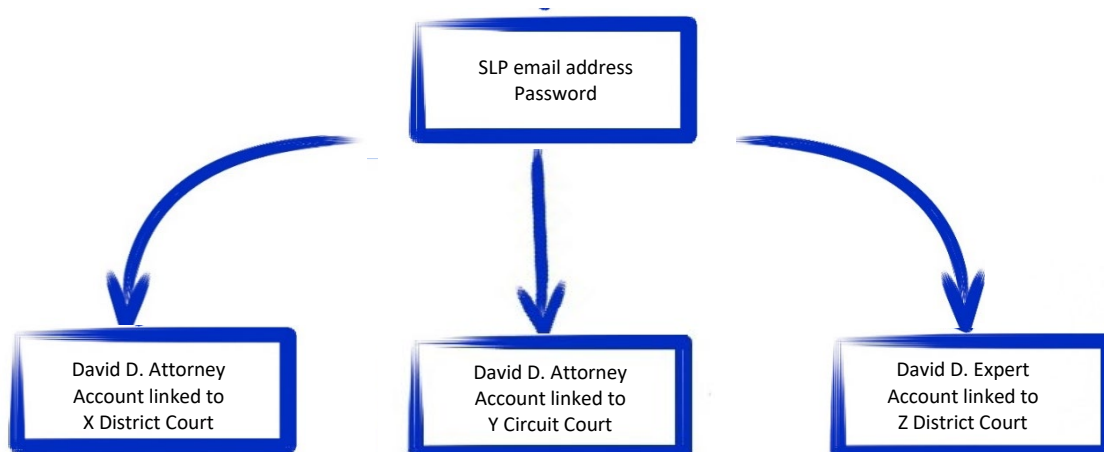 SLP email address
Password
David D. Attorney
Account linked to
X District Court
David D. Attorney
Account linked to
Y Circuit Court
David D. Expert
Account linked to
Z District Court